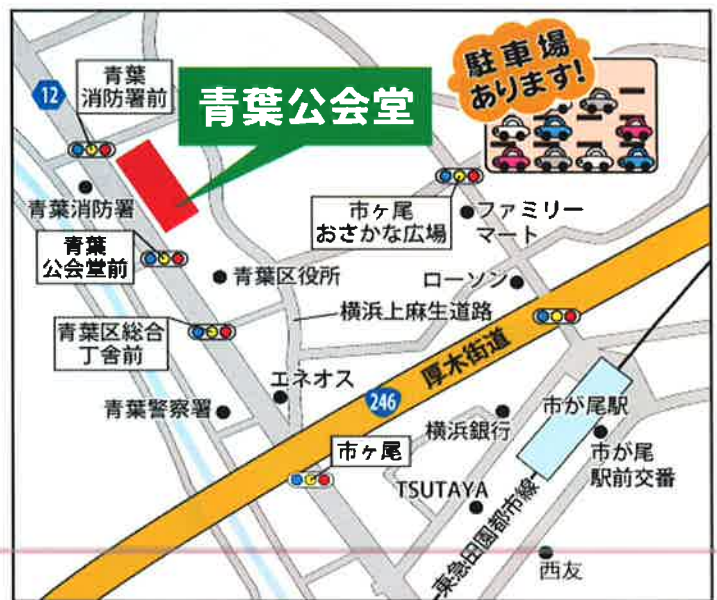 12
青葉
消防署前
青葉公会堂
駐車場
あります!
青葉消防署
市ヶ尾
おさかな広場
ファミリー
マート
青葉
公会堂前
青葉区役所
ローソン
横浜上麻生道路
青葉区総合
丁舎前
エネオス
厚木街道
246
青葉警察署
横浜銀行
市が尾駅
市ヶ尾
市が尾
駅前交番
TSUTAYA
東急田園都市線
西友